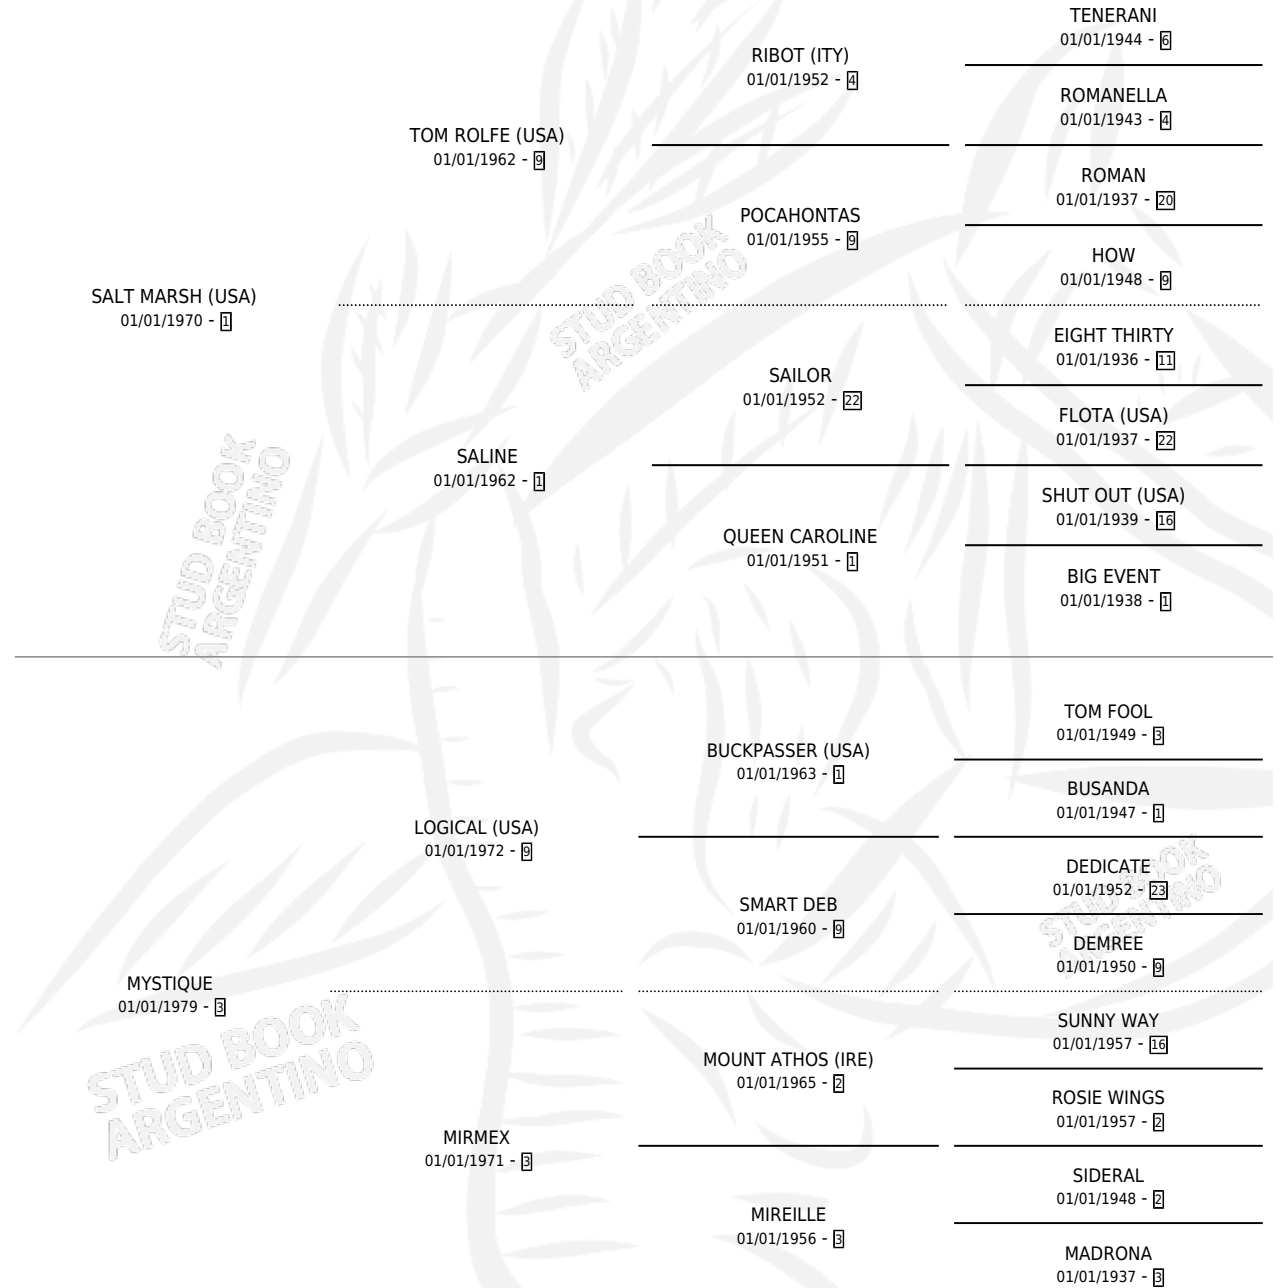 TENERANI
01/01/1944 - 6
RIBOT (ITY)
01/01/1952 - 4
ROMANELLA
01/01/1943 - 4
TOM ROLFE (USA)
01/01/1962 - 9
ROMAN
01/01/1937 - 20
POCAHONTAS
01/01/1955 - 9
HOW
01/01/1948 - 9
SALT MARSH (USA)
01/01/1970 - 1
STUD BOOK
ARGENTINO
EIGHT THIRTY
01/01/1936 - 11
SAILOR
01/01/1952 - 22
FLOTA (USA)
01/01/1937 - 22
SALINE
01/01/1962 - 1
SHUT OUT (USA)
01/01/1939 - 16
QUEEN CAROLINE
01/01/1951 - 1
BIG EVENT
01/01/1938 - 1
STUD BOOK
ARGENTINO
TOM FOOL
01/01/1949 - 3
BUCKPASSER (USA)
01/01/1963 - 1
BUSANDA
01/01/1947 - 1
LOGICAL (USA)
01/01/1972 - 9
DEDICATE
01/01/1952 - 23
SMART DEB
01/01/1960 - 9
STUD BOOK
ARGENTINO
DEMREE
01/01/1950 - 9
MYSTIQUE
01/01/1979 - 3
SUNNY WAY
01/01/1957 - 16
MOUNT ATHOS (IRE)
01/01/1965 - 2
STUD BOOK
ARGENTINO
ROSIE WINGS
01/01/1957 - 2
MIRMEX
01/01/1971 - 3
SIDERAL
01/01/1948 - 2
MIREILLE
01/01/1956 - 3
MADRONA
01/01/1937 - 3